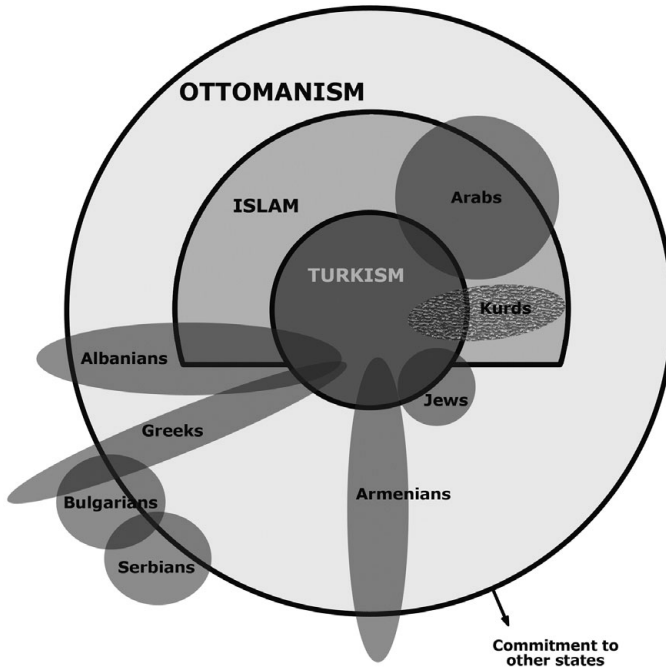 OTTOMANISM
Arabs
ISLAM
TURKISM
Kurds
Albanians
Jews
Greeks
Armenians
Bulgarians
Serbians
Commitment to
other states